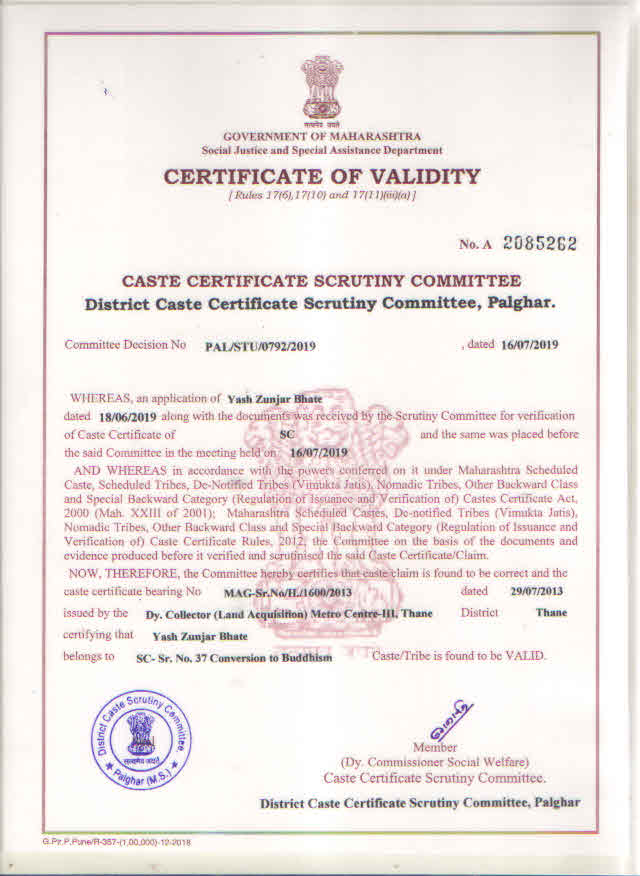 सत्यमेव जयते
GOVERNMENT OF MAHARASHTRA
Social Justice and Special Assistance Department
CERTIFICATE OF VALIDITY
[ Rules 17(6),17(10) and 17(11)(iii)(a) ]
No. A 2085262
CASTE CERTIFICATE SCRUTINY COMMITTEE
District Caste Certificate Scrutiny Committee, Palghar.
Committee Decision No PAL/STU/0792/2019 , dated 16/07/2019
WHEREAS, an application of Yash Zunjar Bhate
dated 18/06/2019 along with the documents was received by the Scrutiny Committee for verification
of Caste Certificate of SC and the same was placed before
the said Committee in the meeting held on 16/07/2019
AND WHEREAS in accordance with the powers conferred on it under Maharashtra Scheduled
Caste, Scheduled Tribes, De-Notified Tribes (Vimukta Jatis), Nomadic Tribes, Other Backward Class
and Special Backward Category (Regulation of Issuance and Verification of) Castes Certificate Act,
2000 (Mah. XXIII of 2001); Maharashtra Scheduled Castes, De-notified Tribes (Vimukta Jatis),
Nomadic Tribes, Other Backward Class and Special Backward Category (Regulation of Issuance and
Verification of) Caste Certificate Rules, 2012, the Committee on the basis of the documents and
evidence produced before it verified and scrutinised the said Caste Certificate/Claim.
NOW, THEREFORE, the Committee hereby certifies that caste claim is found to be correct and the
caste certificate bearing No MAG-Sr.No/H./1600/2013 dated 29/07/2013
issued by the Dy. Collector (Land Acquisition) Metro Centre-III, Thane District Thane
certifying that Yash Zunjar Bhate
belongs to SC- Sr. No. 37 Conversion to Buddhism Caste/Tribe is found to be VALID.
District Caste Scrutiny Committee
सत्यमेव जयते
Palghar (M.S.)
Member
(Dy. Commissioner Social Welfare)
Caste Certificate Scrutiny Committee.
District Caste Certificate Scrutiny Committee, Palghar
G.Ptr.P.Pune/R-367-(1,00,000)-12-2018